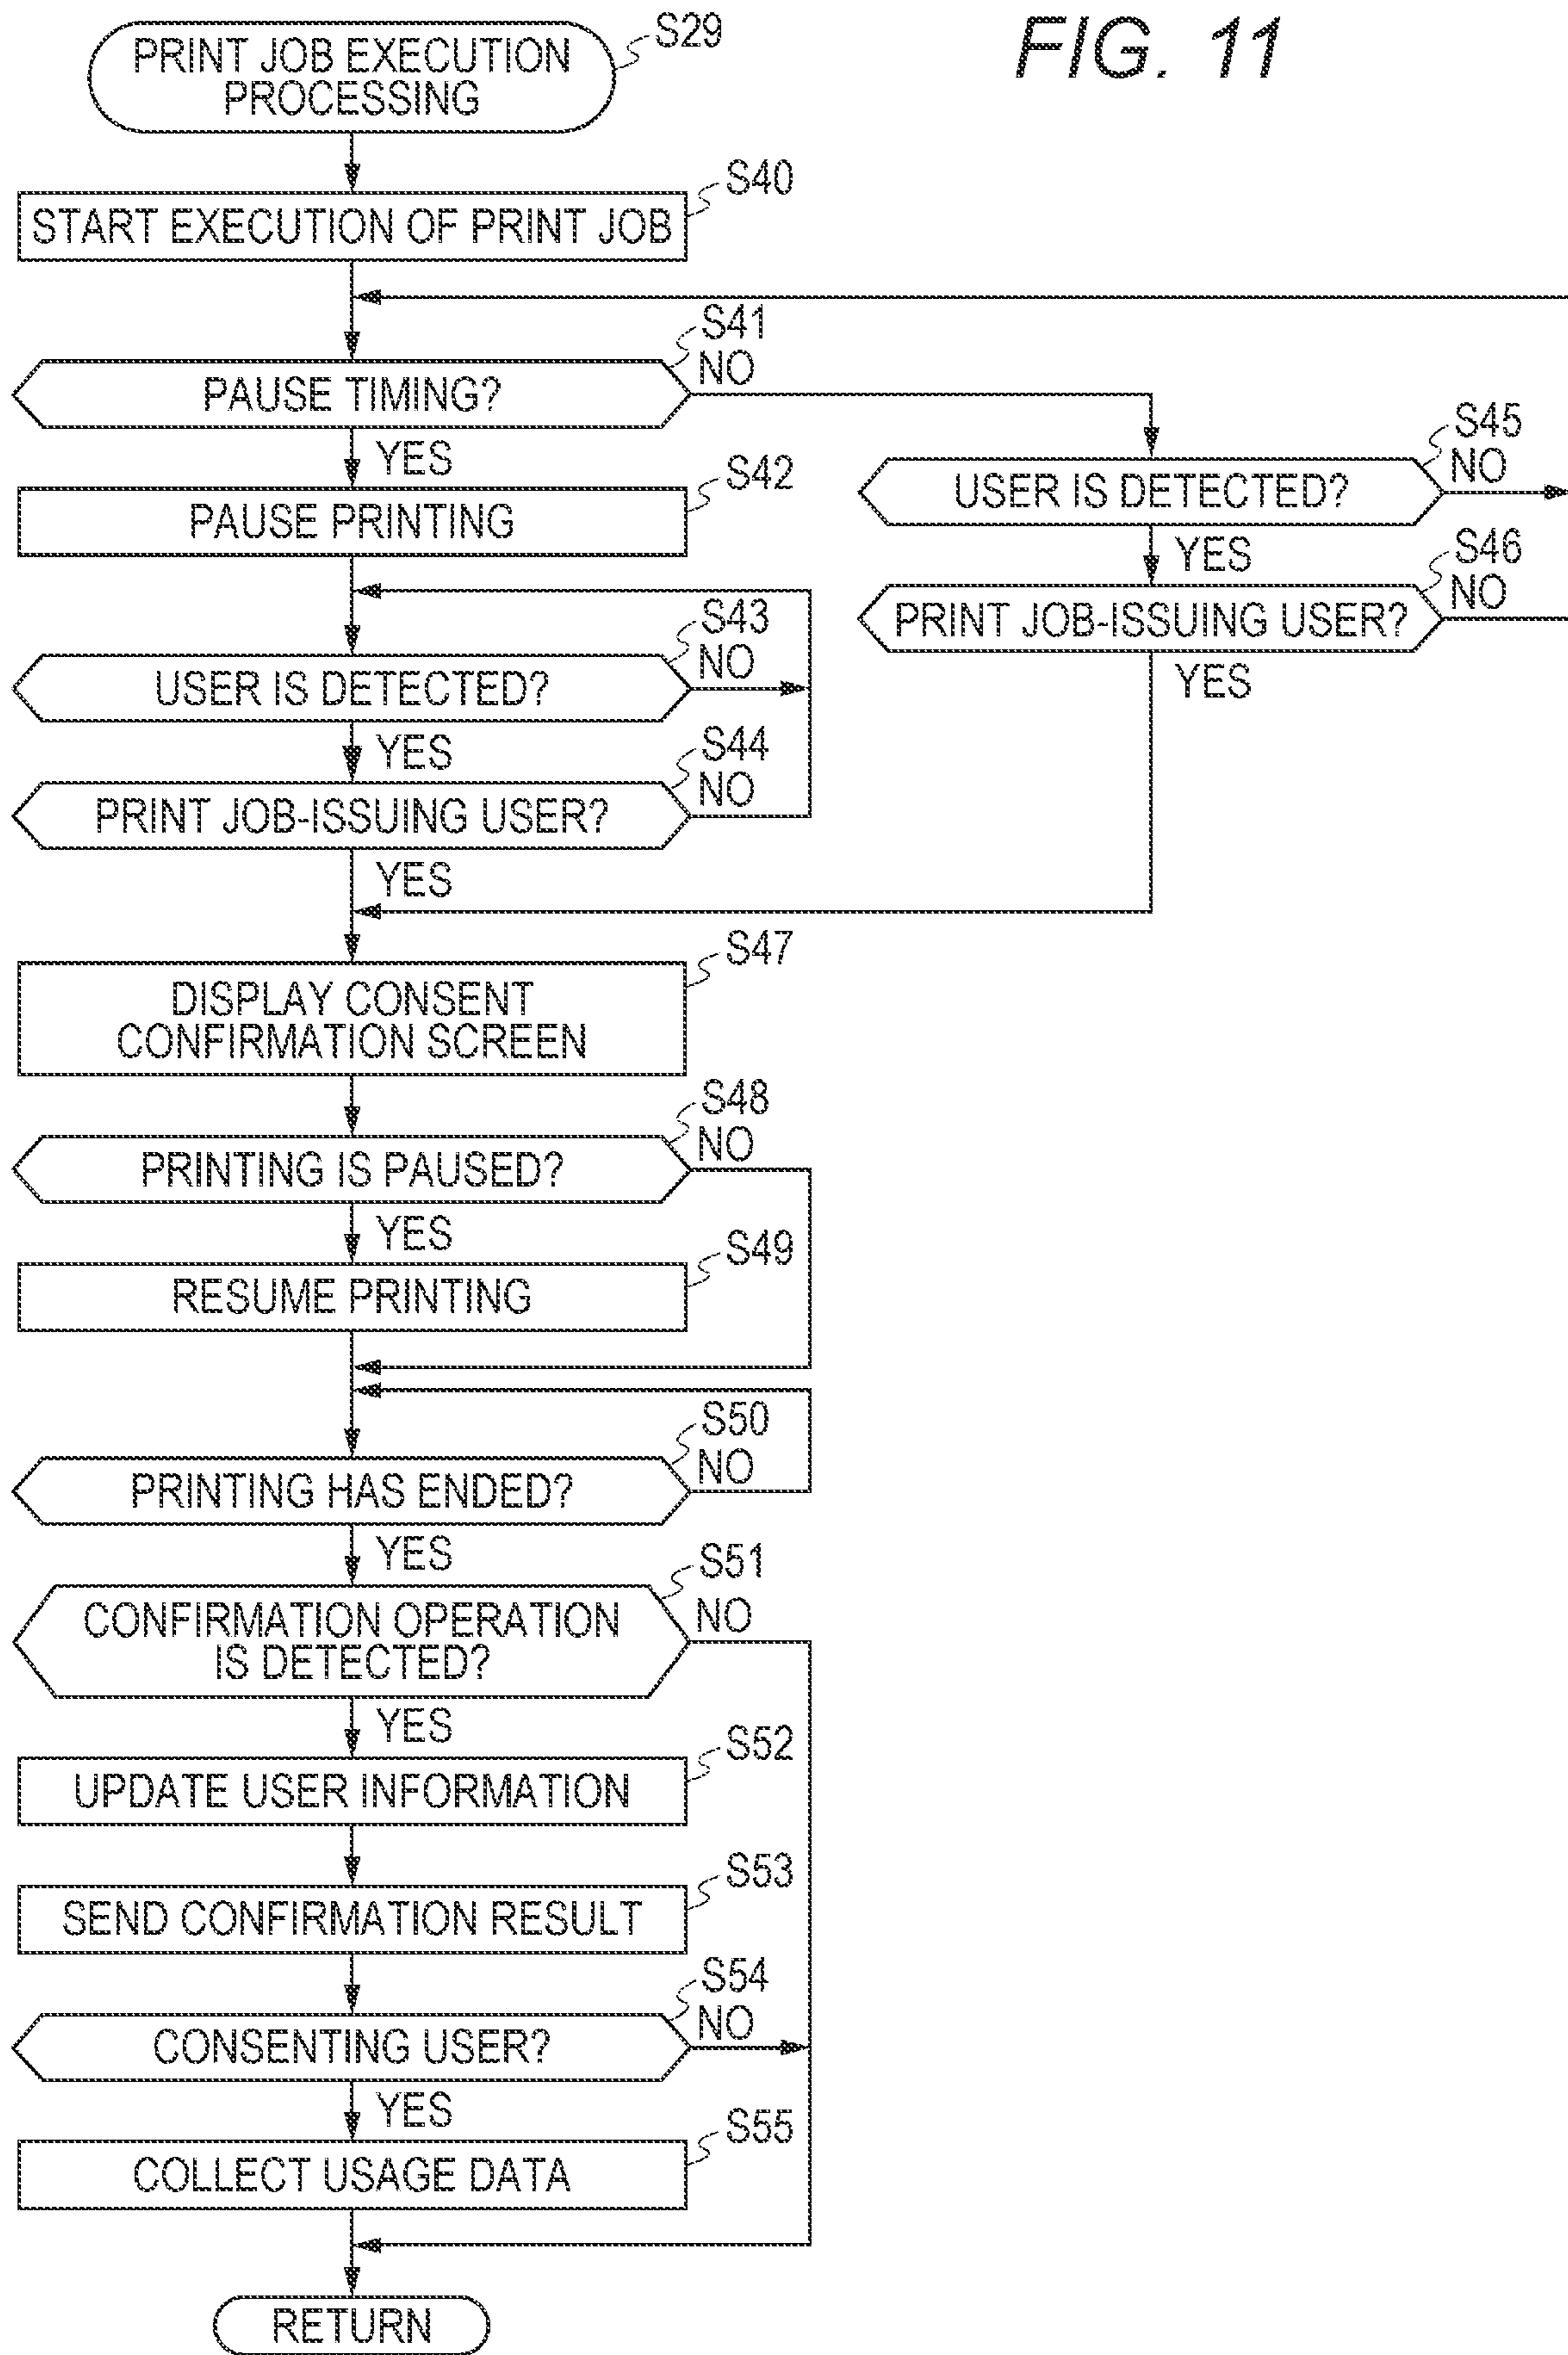 FIG. 11
PRINT JOB EXECUTION
PROCESSING
S29
START EXECUTION OF PRINT JOB
S40
PAUSE TIMING?
S41
NO
YES
PAUSE PRINTING
S42
USER IS DETECTED?
S45
NO
YES
PRINT JOB-ISSUING USER?
S46
NO
YES
USER IS DETECTED?
S43
NO
YES
PRINT JOB-ISSUING USER?
S44
NO
YES
DISPLAY CONSENT
CONFIRMATION SCREEN
S47
PRINTING IS PAUSED?
S48
NO
YES
RESUME PRINTING
S49
PRINTING HAS ENDED?
S50
NO
YES
CONFIRMATION OPERATION
IS DETECTED?
S51
NO
YES
UPDATE USER INFORMATION
S52
SEND CONFIRMATION RESULT
S53
CONSENTING USER?
S54
NO
YES
COLLECT USAGE DATA
S55
RETURN